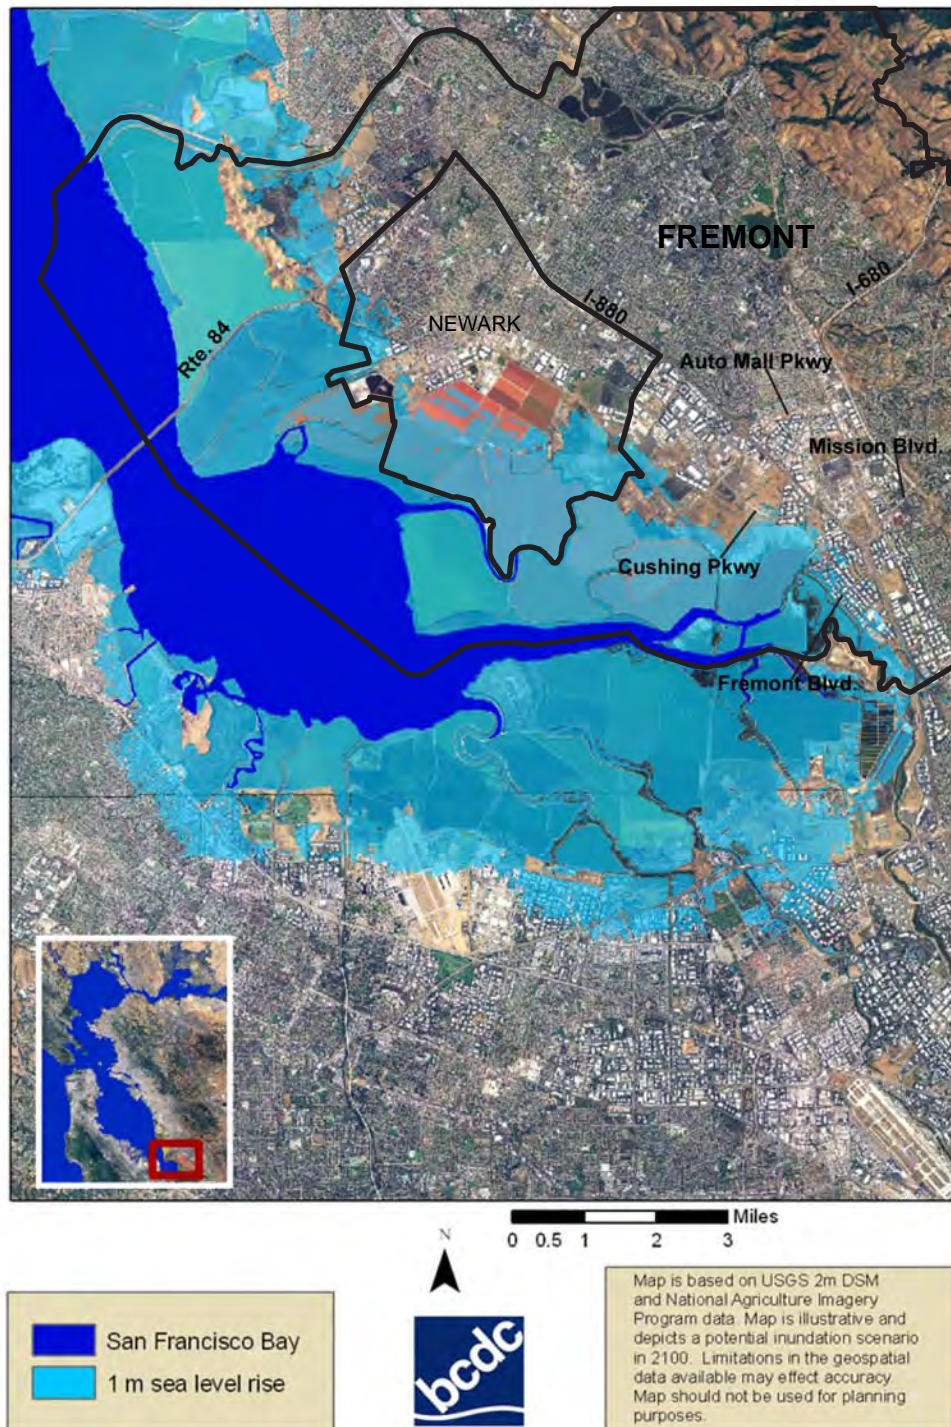 FREMONT
I-680
I-880
NEWARK
Rte. 84
Auto Mall Pkwy
Mission Blvd.
Cushing Pkwy
Fremont Blvd.
Miles
0 0.5 1 2 3
N
San Francisco Bay
1 m sea level rise
bcdc
Map is based on USGS 2m DSM
and National Agriculture Imagery
Program data. Map is illustrative and
depicts a potential inundation scenario
in 2100. Limitations in the geospatial
data available may effect accuracy.
Map should not be used for planning
purposes.